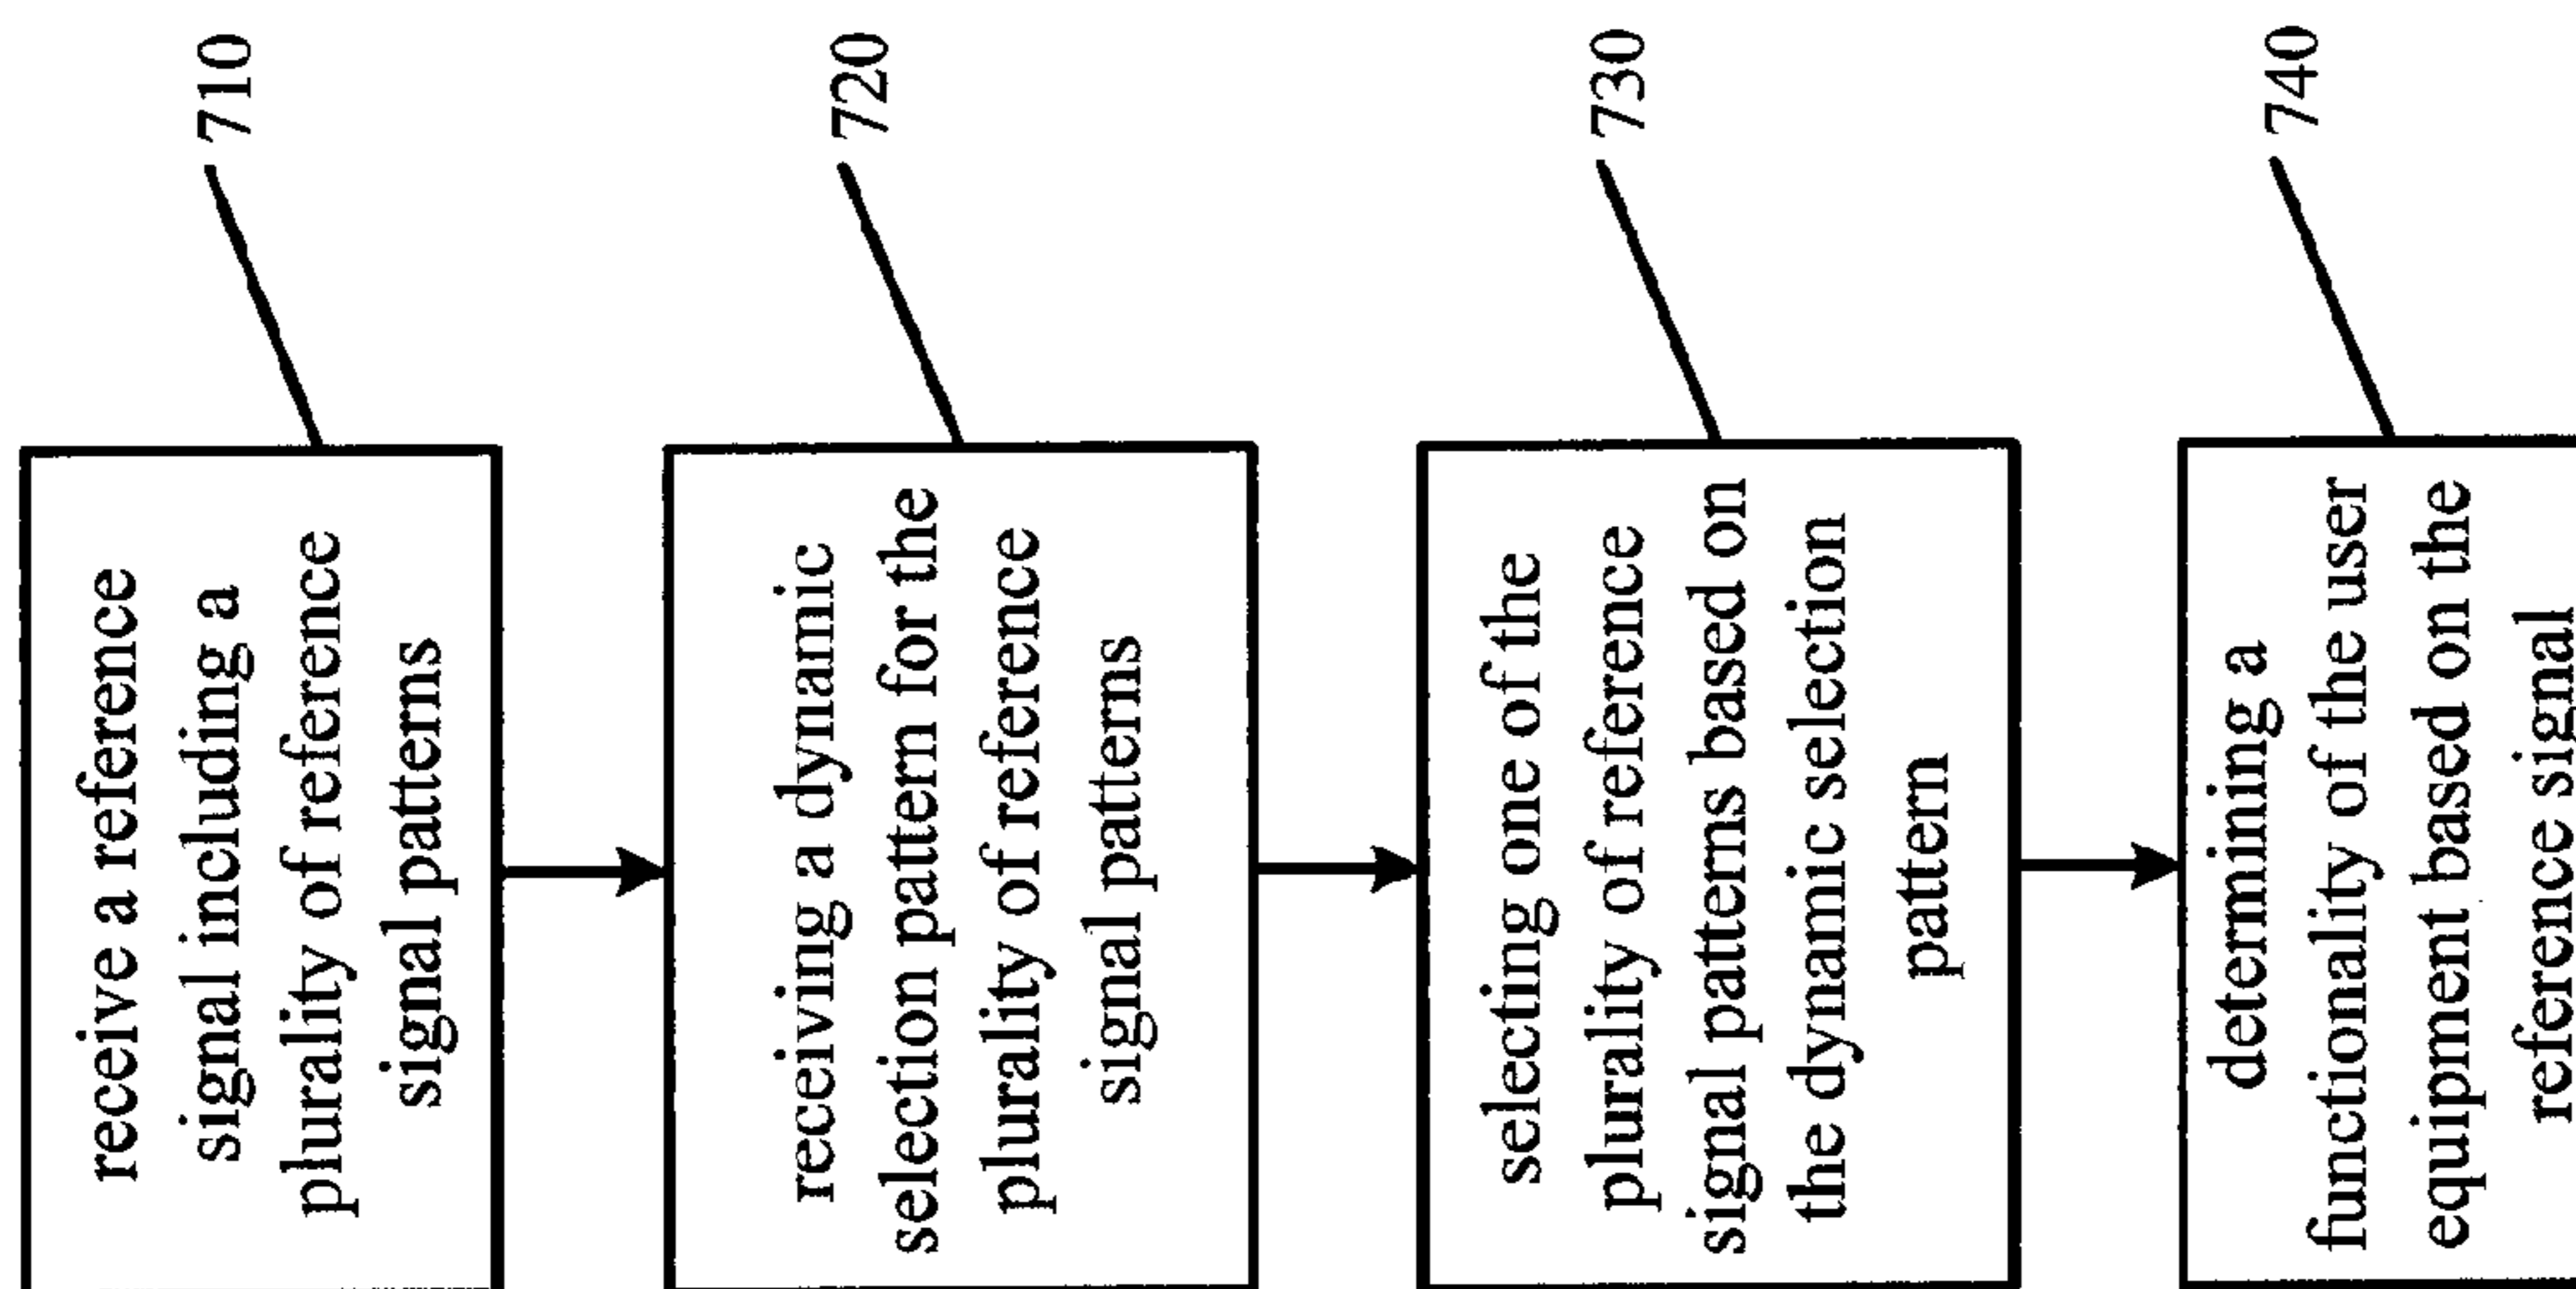 710
receive a reference
signal including a
plurality of reference
signal patterns
720
receiving a dynamic
selection pattern for the
plurality of reference
signal patterns
730
selecting one of the
plurality of reference
signal patterns based on
the dynamic selection
pattern
740
determining a
functionality of the user
equipment based on the
reference signal